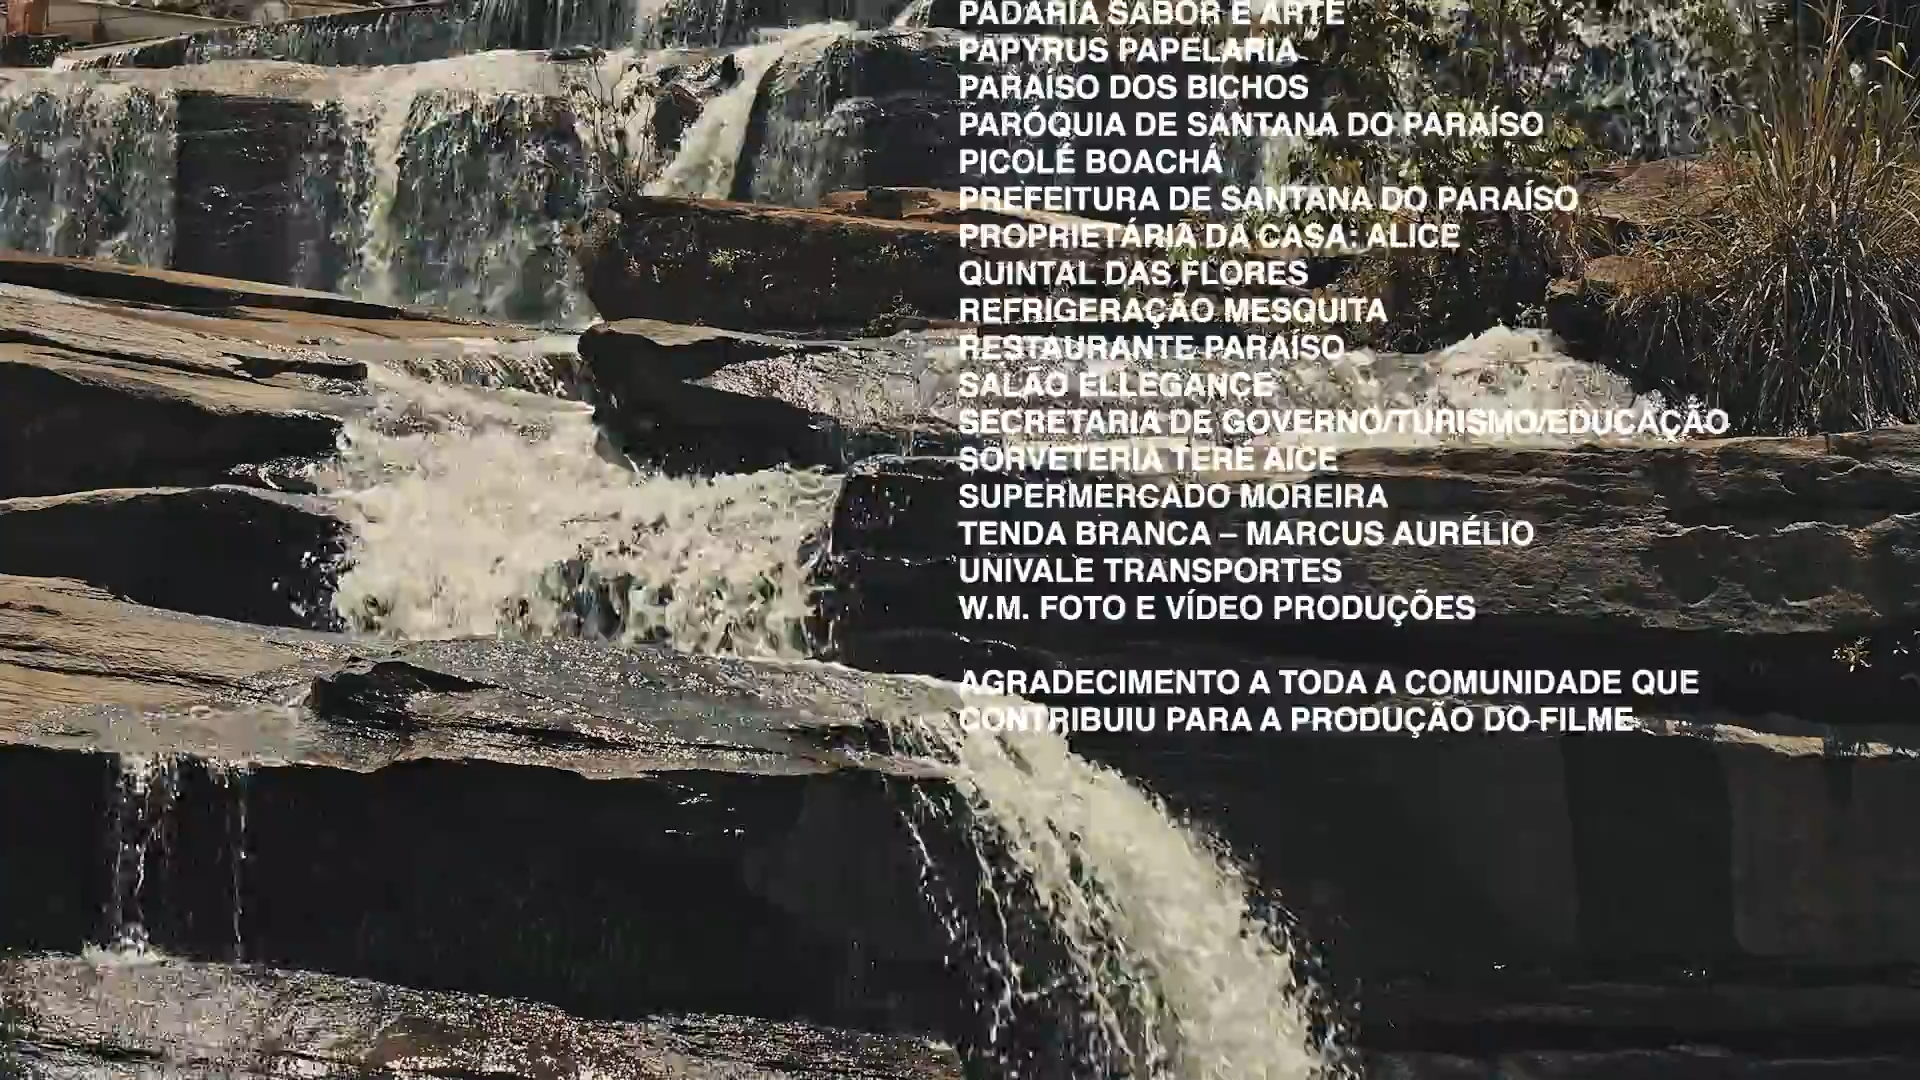 PADARIA SABOR E ARTE
PAPYRUS PAPELARIA
PARAÍSO DOS BICHOS
PARÓQUIA DE SANTANA DO PARAÍSO
PICOLÉ BOACHÁ
PREFEITURA DE SANTANA DO PARAÍSO
PROPRIETÁRIA DA CASA: ALICE
QUINTAL DAS FLORES
REFRIGERAÇÃO MESQUITA
RESTAURANTE PARAÍSO
SALÃO ELLEGANCE
SECRETARIA DE GOVERNO/TURISMO/EDUCAÇÃO
SORVETERIA TERÊ AICE
SUPERMERCADO MOREIRA
TENDA BRANCA – MARCUS AURÉLIO
UNIVALE TRANSPORTES
W.M. FOTO E VÍDEO PRODUÇÕES
AGRADECIMENTO A TODA A COMUNIDADE QUE
CONTRIBUIU PARA A PRODUÇÃO DO FILME